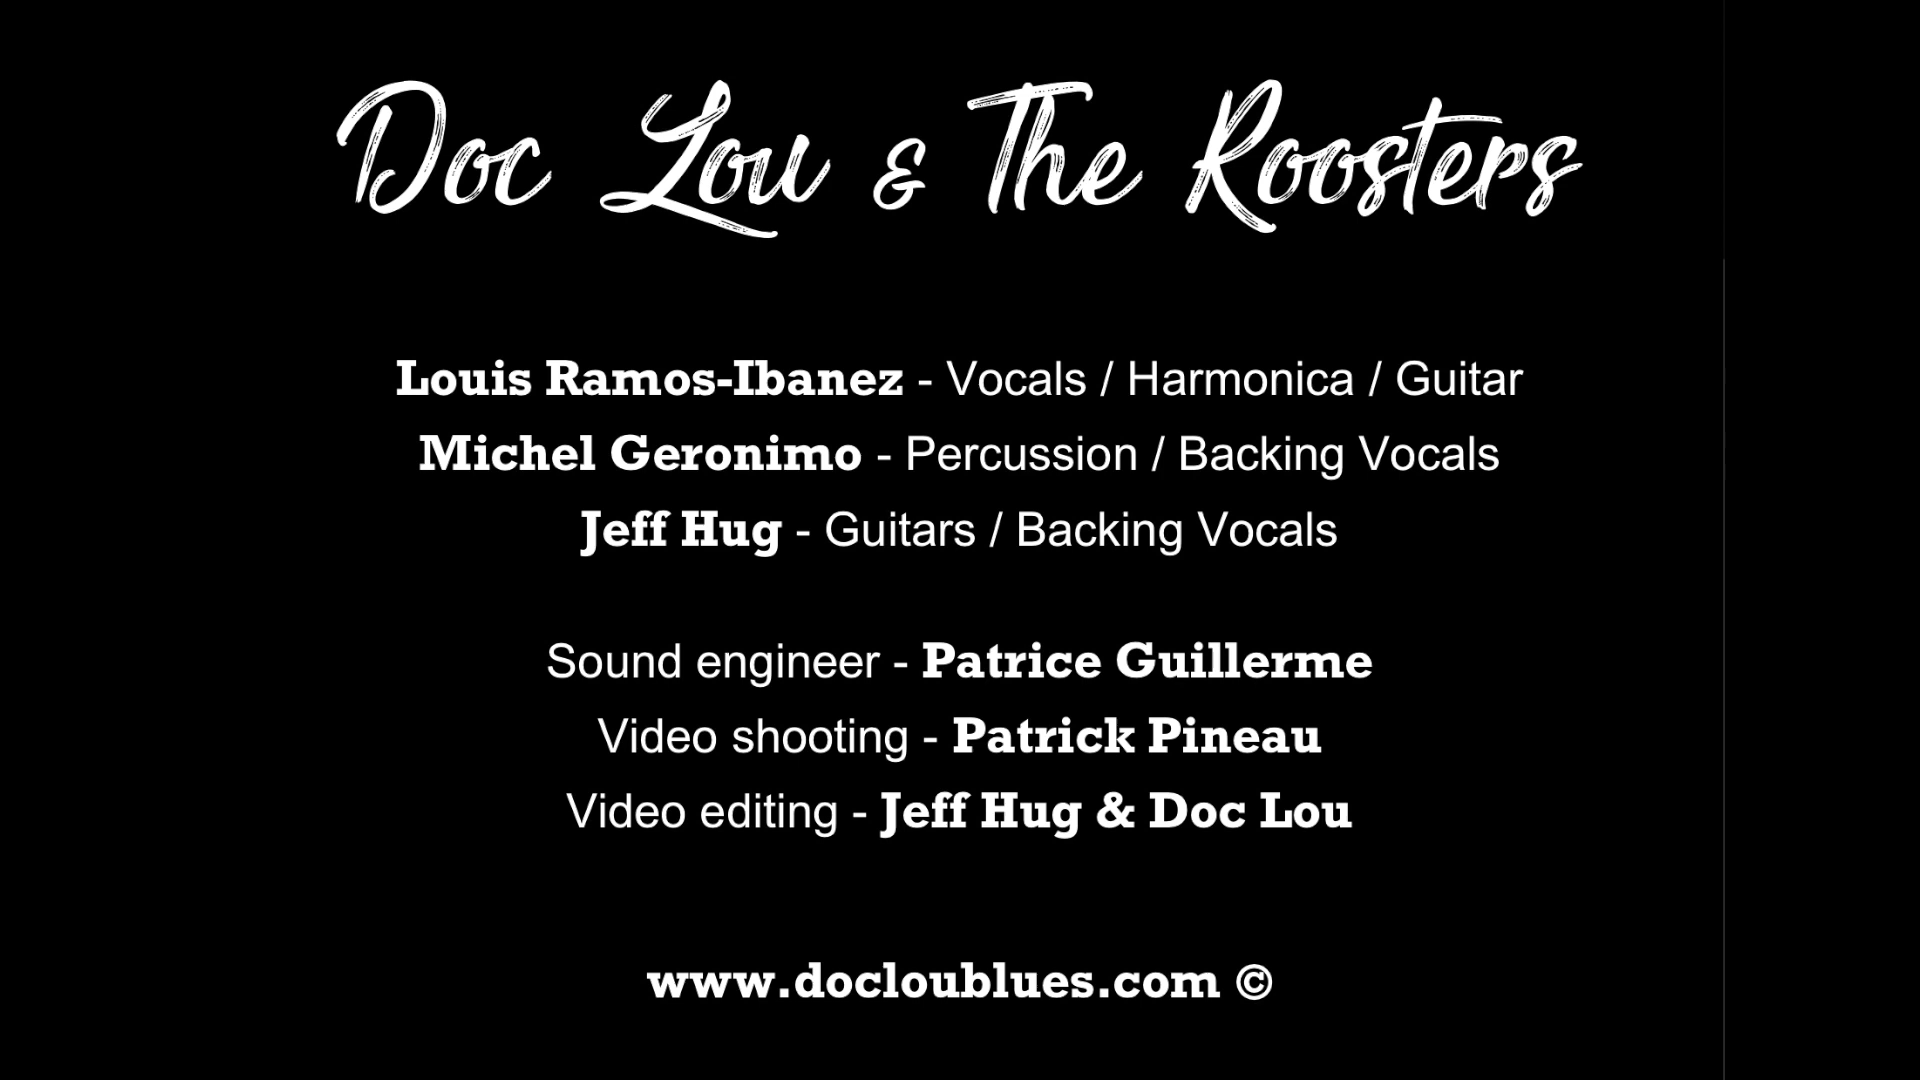 Doc Lou & The Roosters
Louis Ramos-Ibanez - Vocals / Harmonica / Guitar
Michel Geronimo - Percussion / Backing Vocals
Jeff Hug - Guitars / Backing Vocals
Sound engineer - Patrice Guillerme
Video shooting - Patrick Pineau
Video editing - Jeff Hug & Doc Lou
www.docloublues.com ©